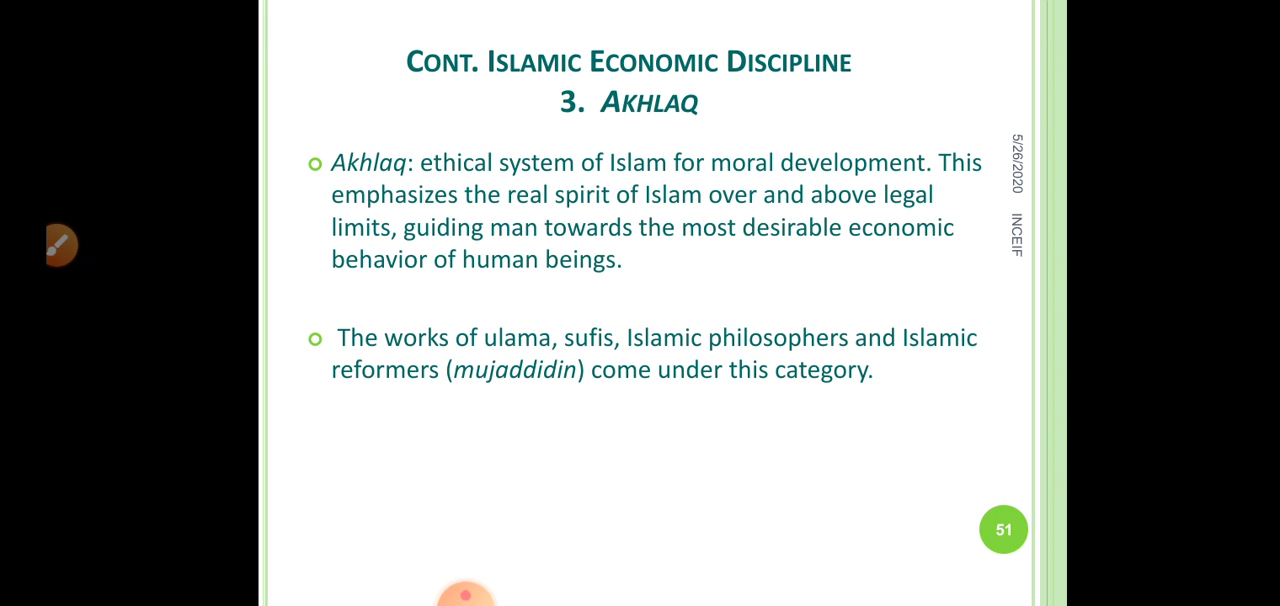 CONT. ISLAMIC ECONOMIC DISCIPLINE
3. AKHLAQ
Akhlaq: ethical system of Islam for moral development. This
emphasizes the real spirit of Islam over and above legal
limits, guiding man towards the most desirable economic
behavior of human beings.
The works of ulama, sufis, Islamic philosophers and Islamic
reformers (mujaddidin) come under this category.
5/26/2020 INCEIF
51